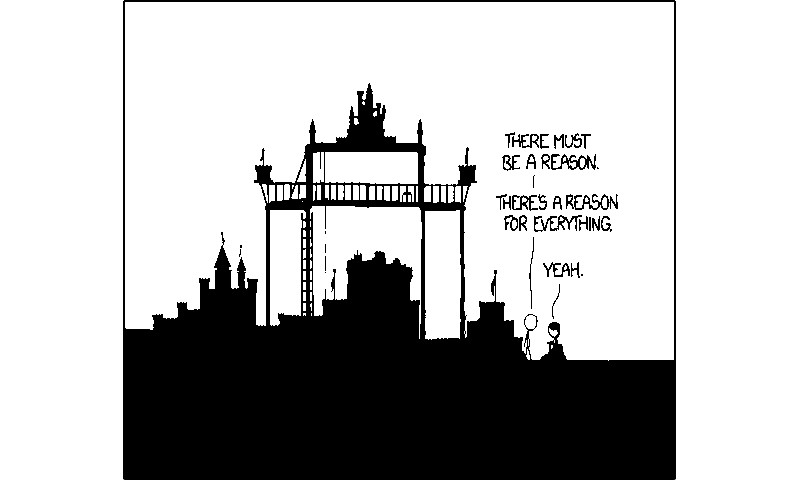 THERE MUST
BE A REASON.
THERE'S A REASON
FOR EVERYTHING.
YEAH.